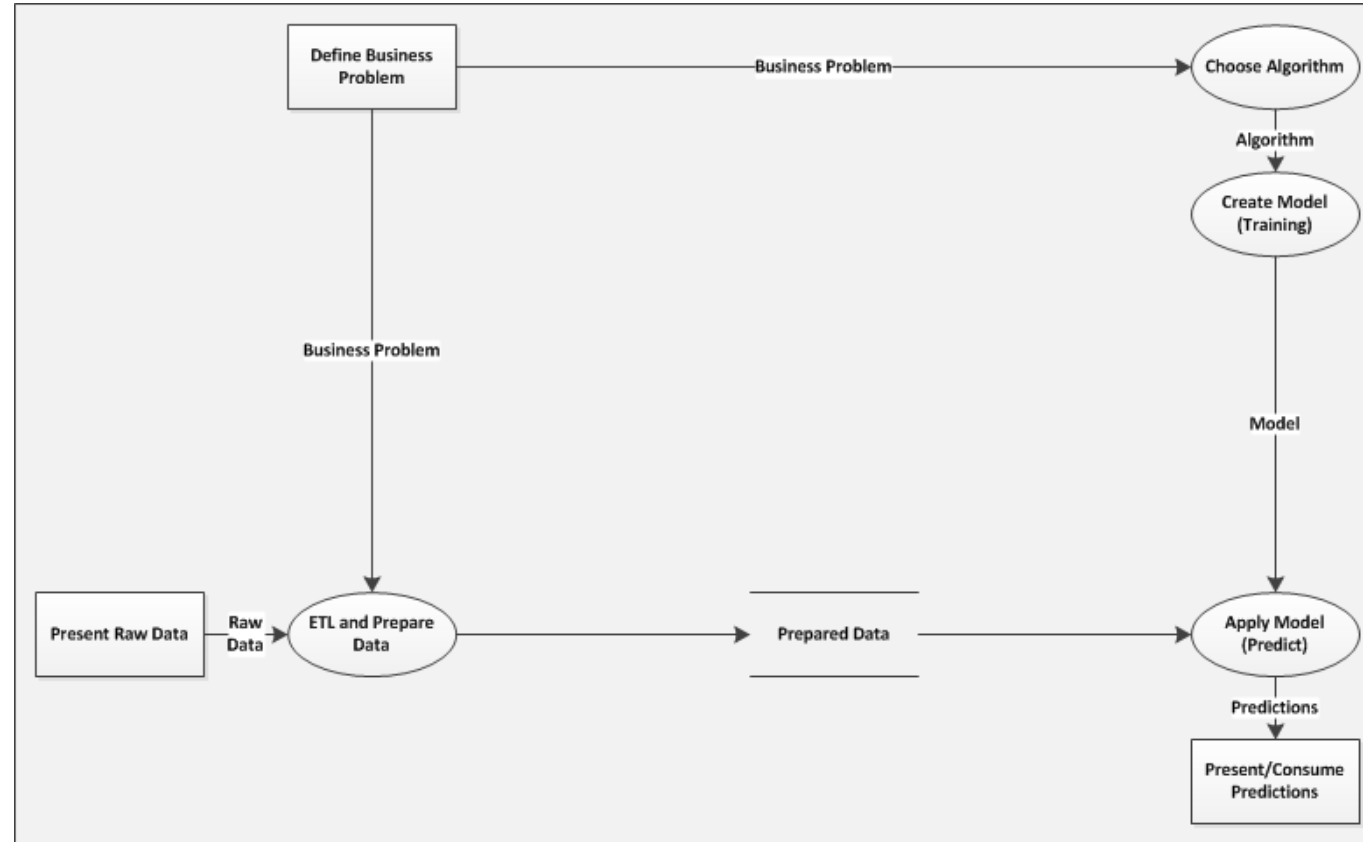 Define Business
Problem
Business Problem
Choose Algorithm
Algorithm
Create Model
(Training)
Business Problem
Model
Present Raw Data
Raw
Data
ETL and Prepare
Data
Prepared Data
Apply Model
(Predict)
Predictions
Present/Consume
Predictions